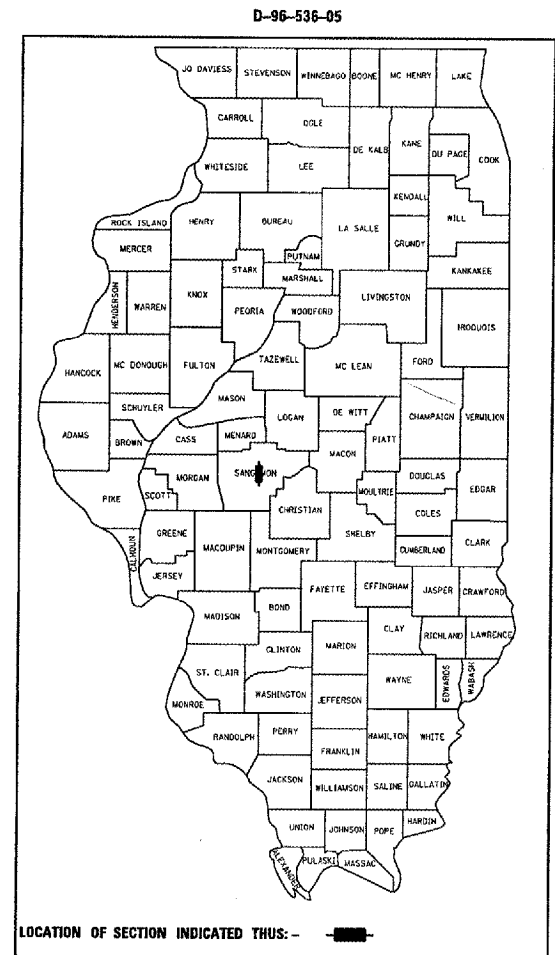 D-96-536-05
JO DAVIESS STEVENSON WINNEBAGO BOONE MC HENRY LAKE
CARROLL OGLE DE KALB KANE DU PAGE COOK
WHITESIDE LEE
KENDALL WILL
ROCK ISLAND HENRY BUREAU LA SALLE GRUNDY
MERCER PUTNAM
STARK MARSHALL KANKAKEE
HENDERSON WARREN KNOX PEORIA WOODFORD LIVINGSTON IROQUOIS
HANCOCK MC DONOUGH FULTON TAZEWELL MC LEAN FORD
SCHUYLER MASON LOGAN DE WITT CHAMPAIGN VERMILION
ADAMS BROWN CASS MENARD MACON PIATT
PIKE SCOTT MORGAN SANGAMON CHRISTIAN MOULTRIE DOUGLAS EDGAR
COLES
CALHOUN GREENE MACOUPIN MONTGOMERY SHELBY CUMBERLAND CLARK
JERSEY FAYETTE EFFINGHAM JASPER CRAWFORD
MADISON BOND
CLAY RICHLAND LAWRENCE
CLINTON MARION
ST. CLAIR WAYNE EDWARDS WABASH
WASHINGTON JEFFERSON
MONROE
RANDOLPH PERRY HAMILTON WHITE
FRANKLIN
JACKSON WILLIAMSON SALINE GALLATIN
UNION JOHNSON POPE HARDIN
ALEXANDER PULASKI MASSAC
LOCATION OF SECTION INDICATED THUS: -